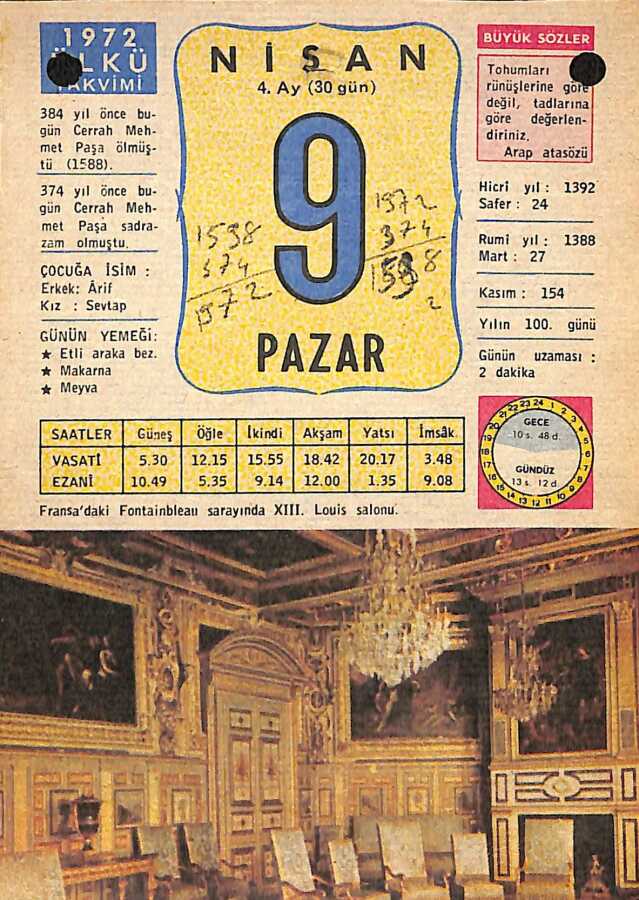 1972
ÜLKÜ
TAKVİMİ
384 yıl önce bu-
gün Cerrah Meh-
met Paşa ölmüş-
tü (1588).
374 yıl önce bu-
gün Cerrah Meh-
met Paşa sadra-
zam olmuştu.
ÇOCUĞA İSİM :
Erkek: Ârif
Kız : Sevtap
GÜNÜN YEMEĞİ:
★ Etli araka bez.
★ Makarna
★ Meyva
NİSAN
4. Ay (30 gün)
9
1538
374
1972
1972
374
1598
2
PAZAR
BÜYÜK SÖZLER
Tohumları
rünüşlerine göre
değil, tadlarına
göre değerlen-
diriniz.
Arap atasözü
Hicrî yıl : 1392
Safer : 24
Rumî yıl : 1388
Mart : 27
Kasım : 154
Yılın 100. günü
Günün uzaması :
2 dakika
SAATLER Güneş Öğle İkindi Akşam Yatsı İmsâk
VASATİ 5.30 12.15 15.55 18.42 20.17 3.48
EZANİ 10.49 5.35 9.14 12.00 1.35 9.08
GECE
10 s. 48 d.
GÜNDÜZ
13 s. 12 d.
Fransa'daki Fontainbleau sarayında XIII. Louis salonu.